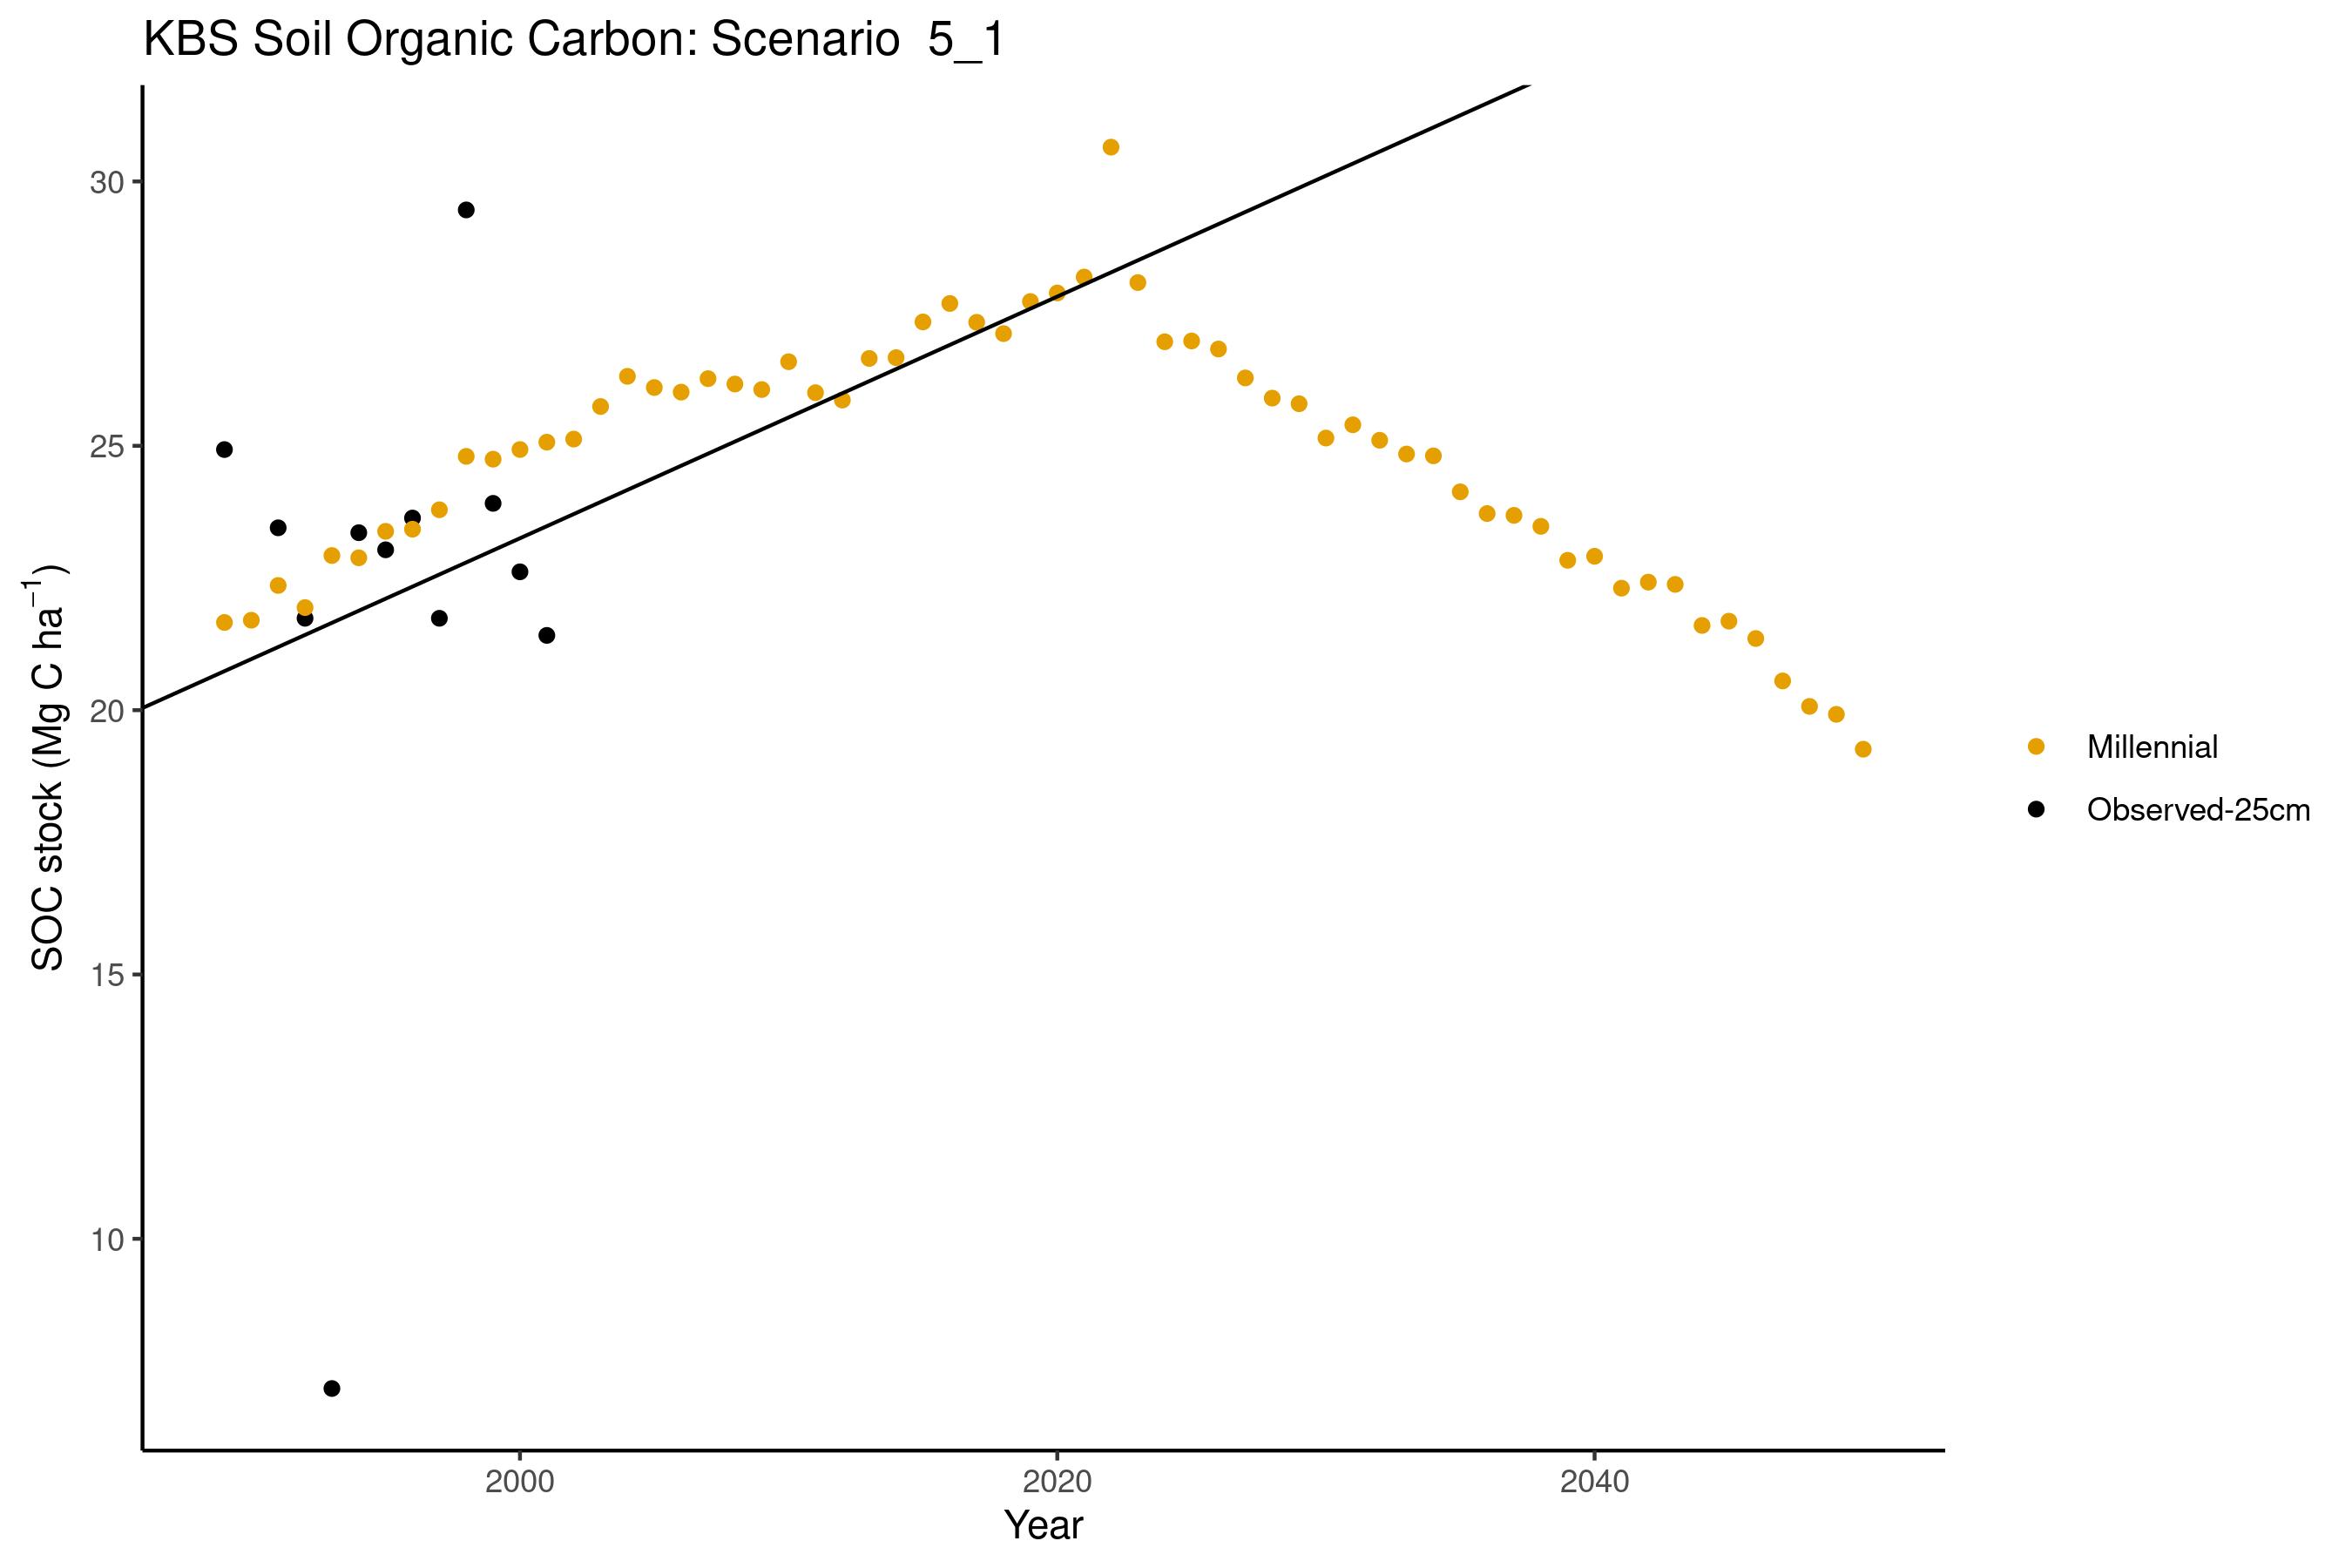 KBS Soil Organic Carbon: Scenario  5_1
SOC stock (Mg C ha⁻¹)
30
25
20
15
10
2000
2020
2040
Year
Millennial
Observed-25cm